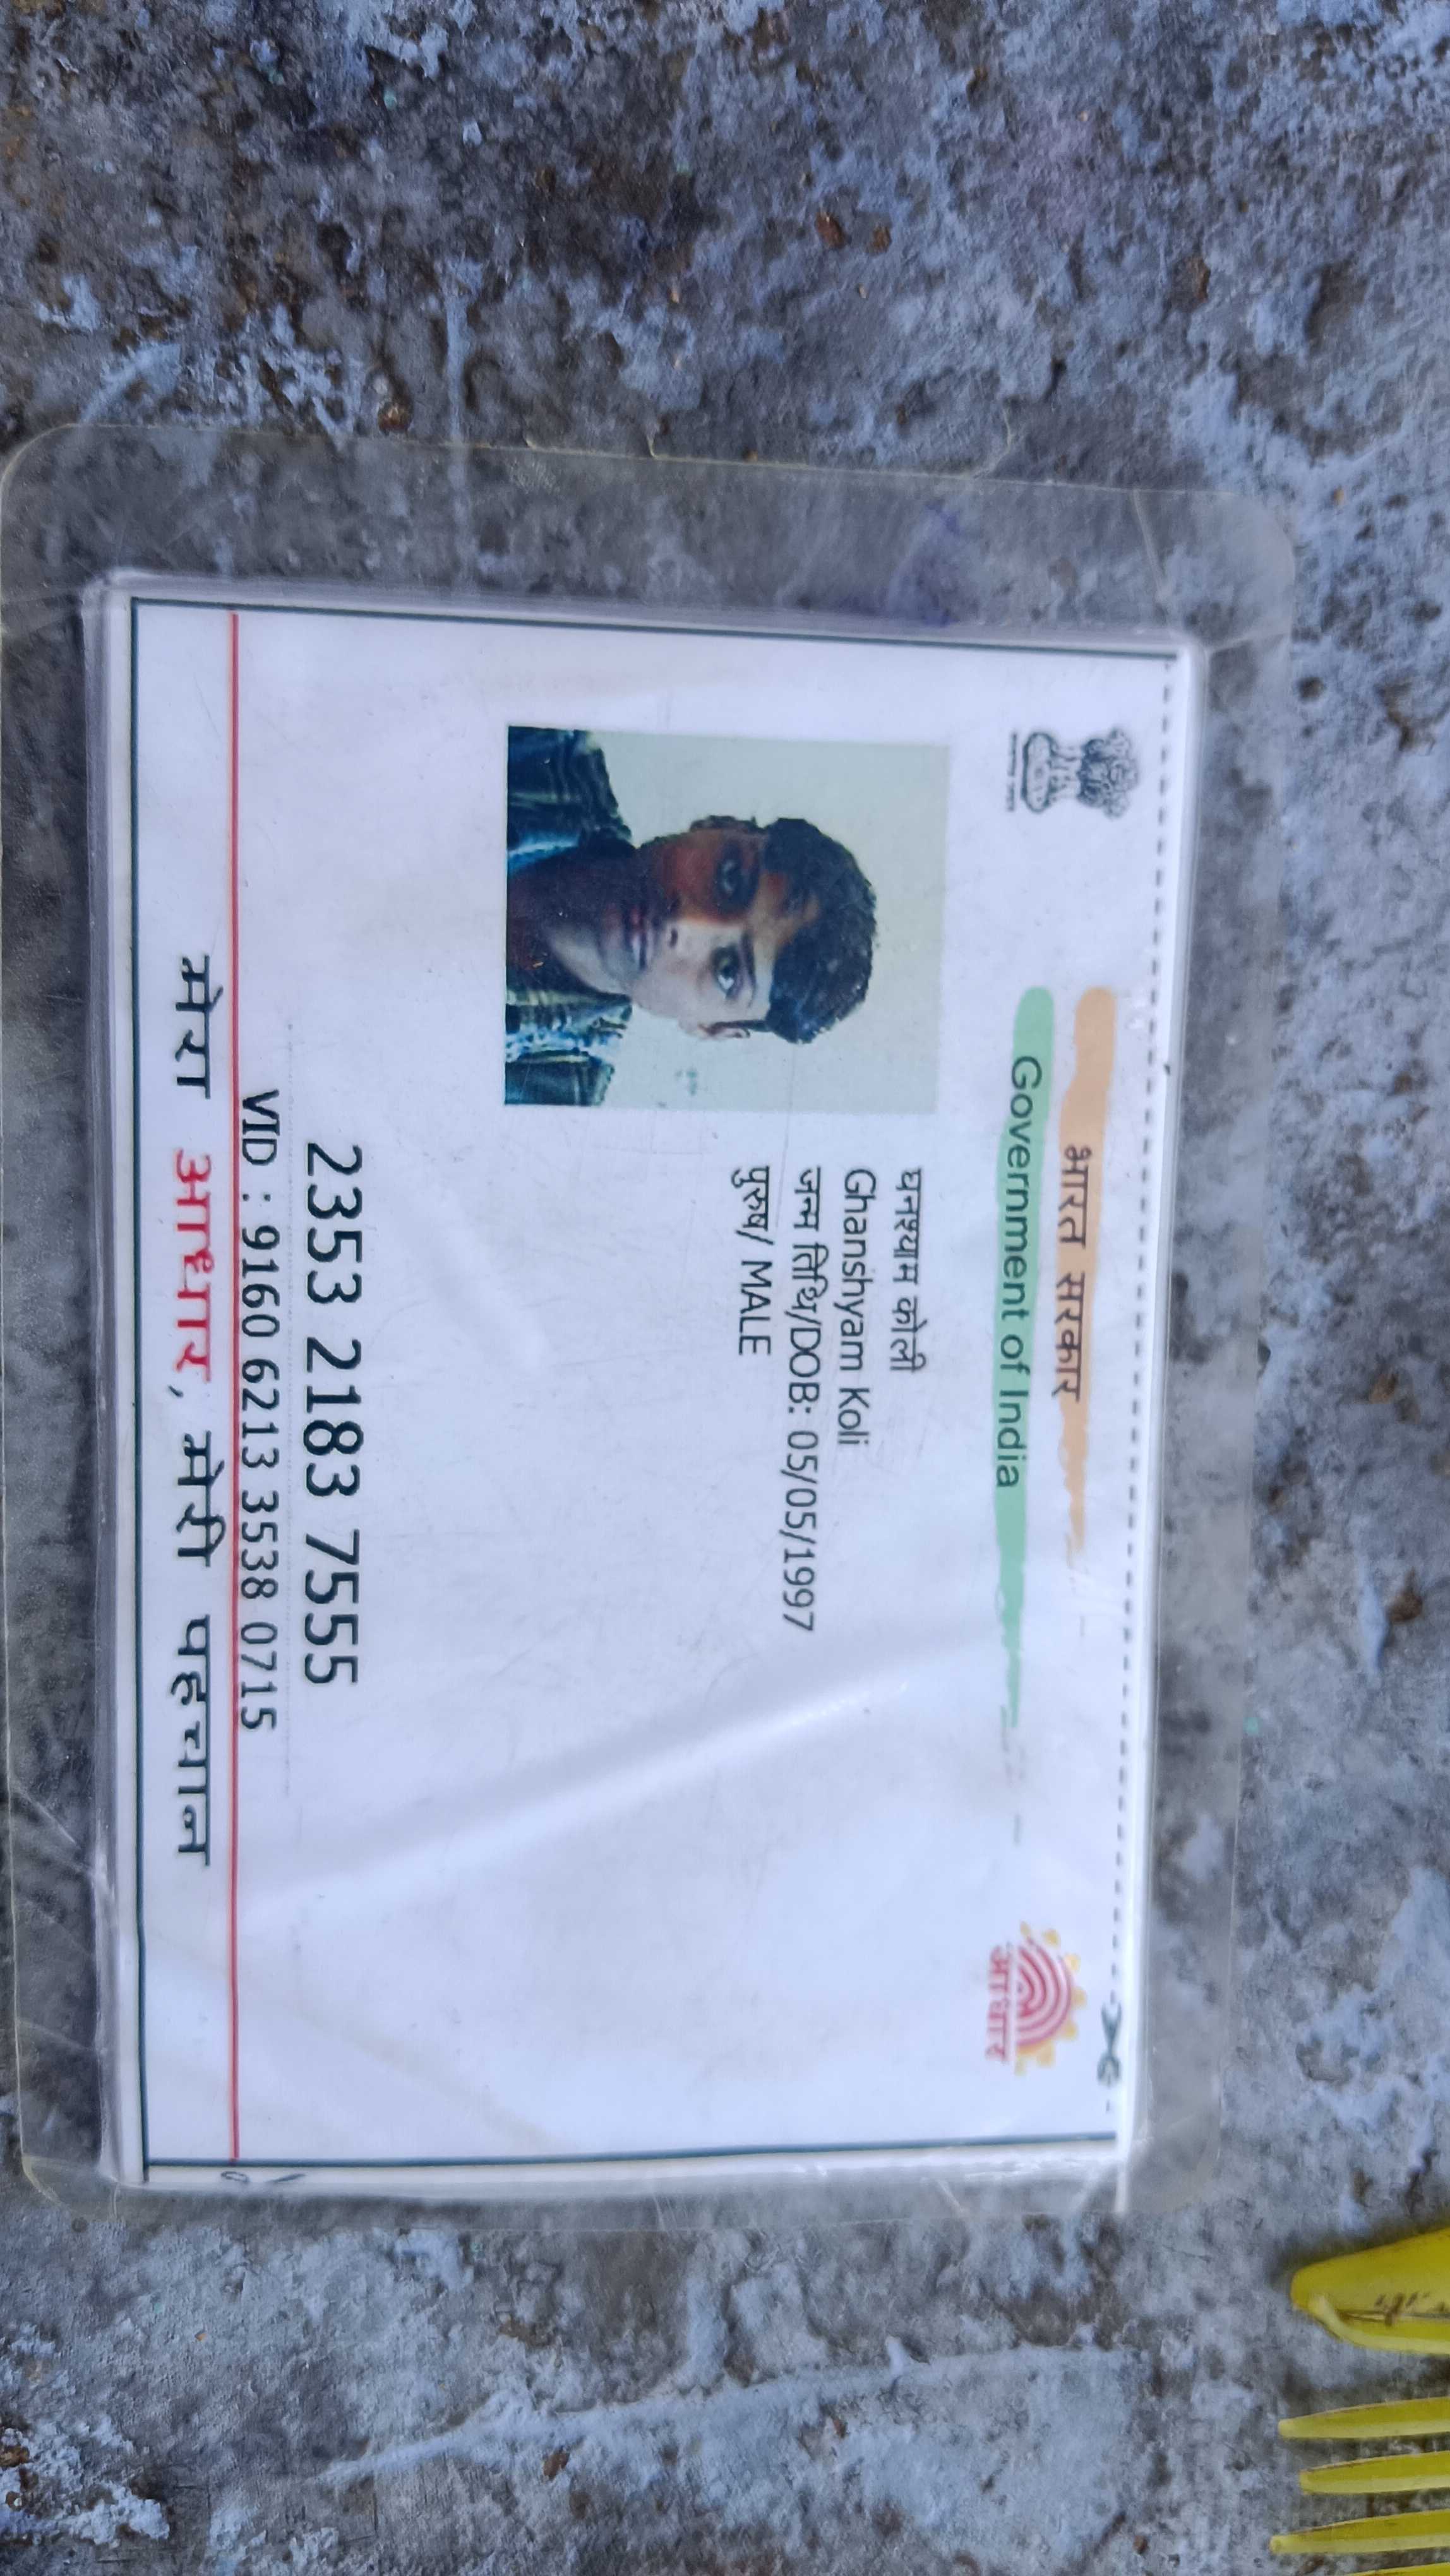 भारत सरकार
Government of India
आधार
घनश्याम कोली
Ghanshyam Koli
जन्म तिथि/DOB: 05/05/1997
पुरुष/ MALE
2353 2183 7555
VID : 9160 6213 3538 0715
मेरा आधार, मेरी पहचान